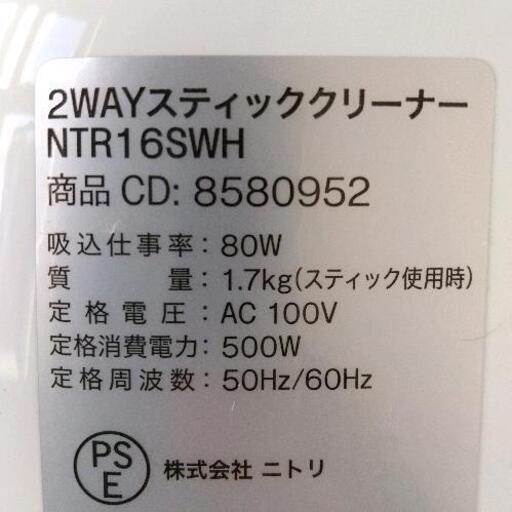 2WAYスティッククリーナー
NTR16SWH
商品 CD: 8580952
吸込仕事率: 80W
質　　量: 1.7kg(スティック使用時)
定格電圧: AC 100V
定格消費電力: 500W
定格周波数: 50Hz/60Hz
PS
E
株式会社 ニトリ